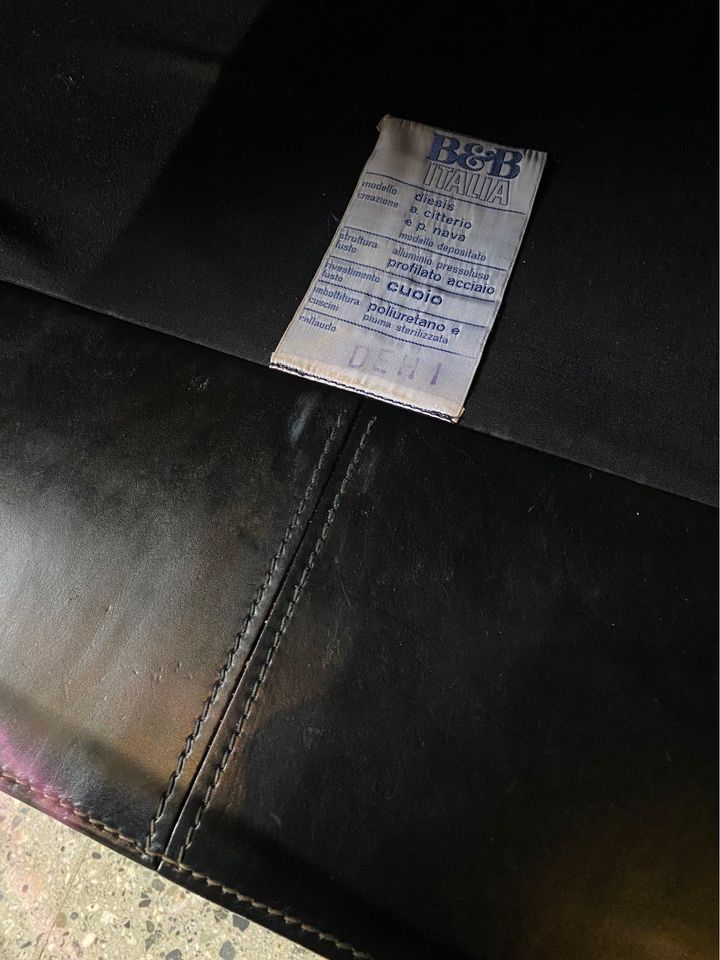 B&B
ITALIA
modello diesis
creazione a. citterio
e p. nava
modello depositato
struttura alluminio pressofuso
fusto profilato acciaio
rivestimento cuoio
fusto
imbottitura poliuretano e
cuscini piuma sterilizzata
collaudo